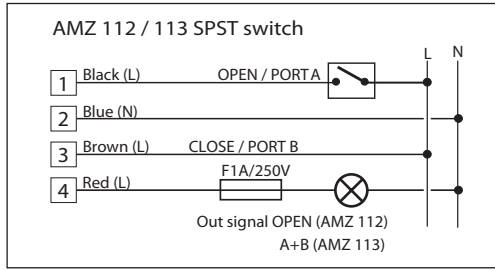 AMZ 112 / 113 SPST switch
L N
1 Black (L) OPEN / PORT A
2 Blue (N)
3 Brown (L) CLOSE / PORT B
4 Red (L) F1A/250V
Out signal OPEN (AMZ 112)
A+B (AMZ 113)